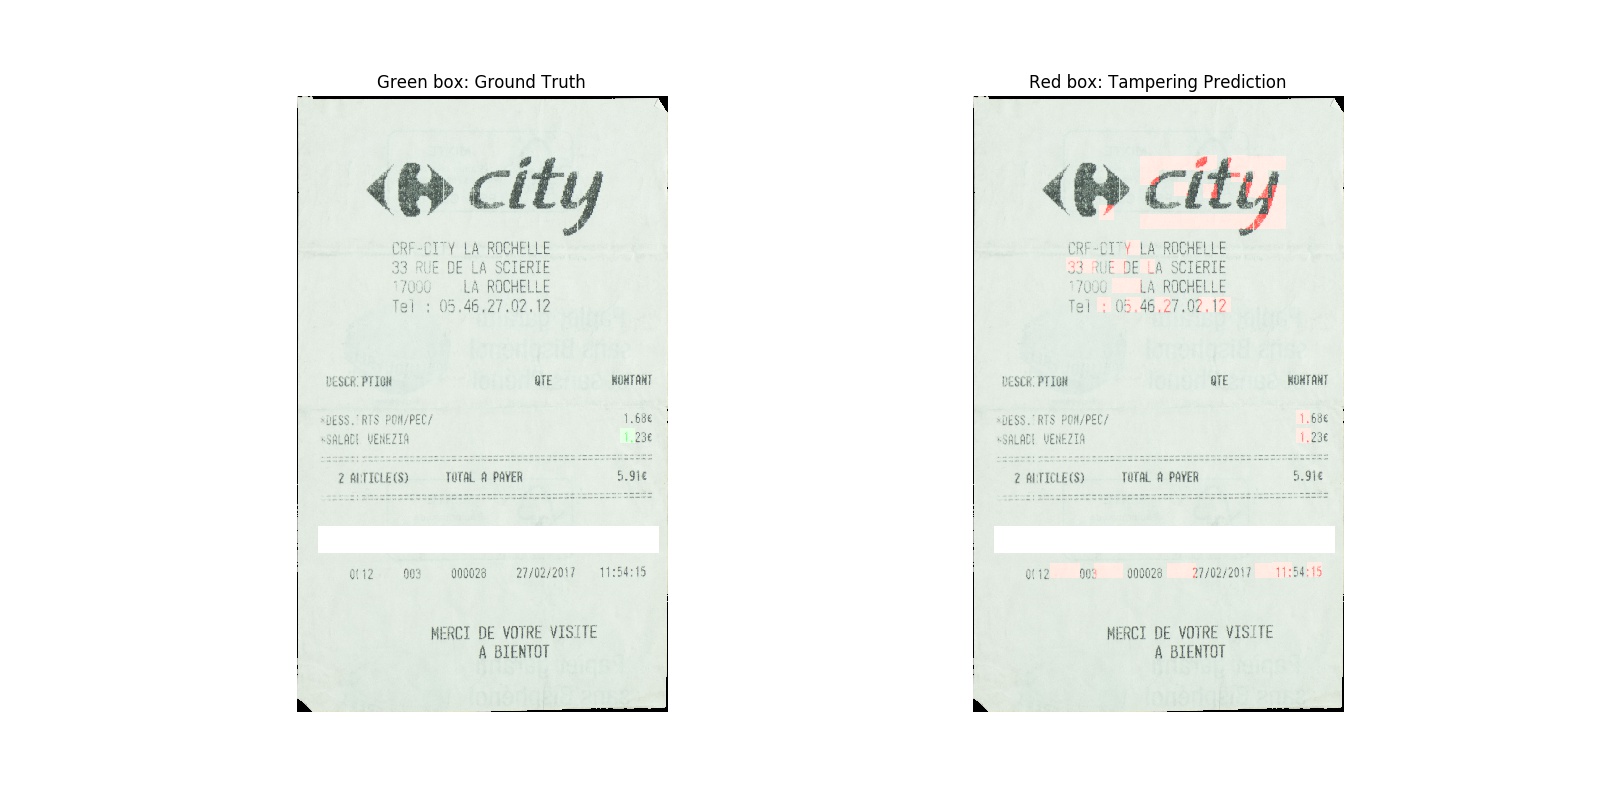 Green box: Ground Truth
city
CRF-CITY LA ROCHELLE
33 RUE DE LA SCIERIE
17000 LA ROCHELLE
Tel : 05.46.27.02.12
DESCRIPTION QTE MONTANT
*DESS. RTS POM/PEC/ 1.68€
*SALADE VENEZIA 1.23€
2 ARTICLE(S) TOTAL A PAYER 5.91€
0012 003 000028 27/02/2017 11:54:15
MERCI DE VOTRE VISITE
A BIENTOT
Red box: Tampering Prediction
city
CRF-CITY LA ROCHELLE
33 RUE DE LA SCIERIE
17000 LA ROCHELLE
Tel : 05.46.27.02.12
DESCRIPTION QTE MONTANT
*DESS. RTS POM/PEC/ 1.68€
*SALADE VENEZIA 1.23€
2 ARTICLE(S) TOTAL A PAYER 5.91€
0012 003 000028 27/02/2017 11:54:15
MERCI DE VOTRE VISITE
A BIENTOT